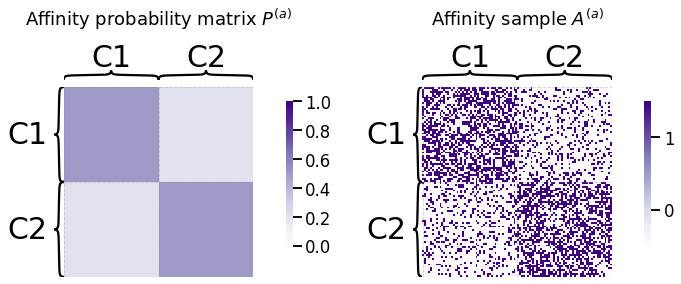 Affinity probability matrix P^(a)
C1 C2
C1
C2
1.0
0.8
0.6
0.4
0.2
0.0
Affinity sample A^(a)
C1 C2
C1
C2
1
0